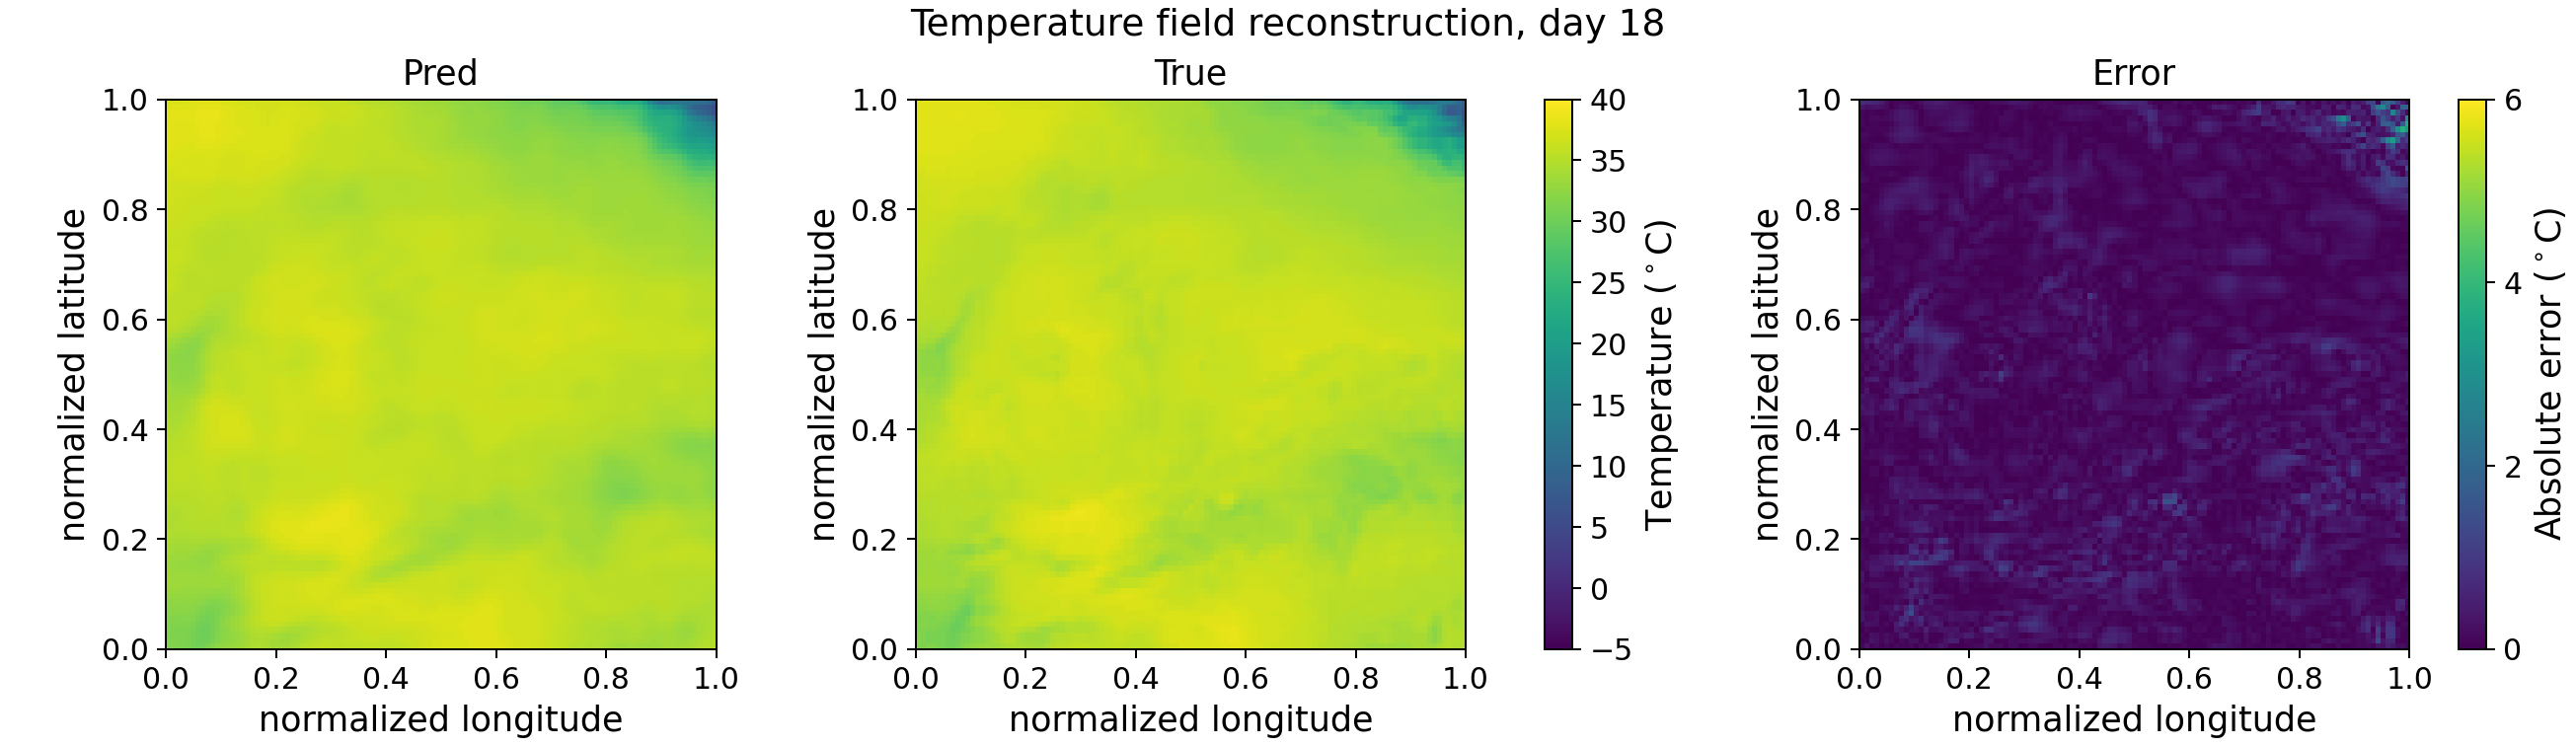 Temperature field reconstruction, day 18
Pred
True
Error
1.0
0.8
0.6
0.4
0.2
0.0
0.0 0.2 0.4 0.6 0.8 1.0
normalized latitude
normalized longitude
1.0
0.8
0.6
0.4
0.2
0.0
0.0 0.2 0.4 0.6 0.8 1.0
normalized latitude
normalized longitude
40
35
30
25
20
15
10
5
0
−5
Temperature (°C)
1.0
0.8
0.6
0.4
0.2
0.0
0.0 0.2 0.4 0.6 0.8 1.0
normalized latitude
normalized longitude
6
4
2
0
Absolute error (°C)